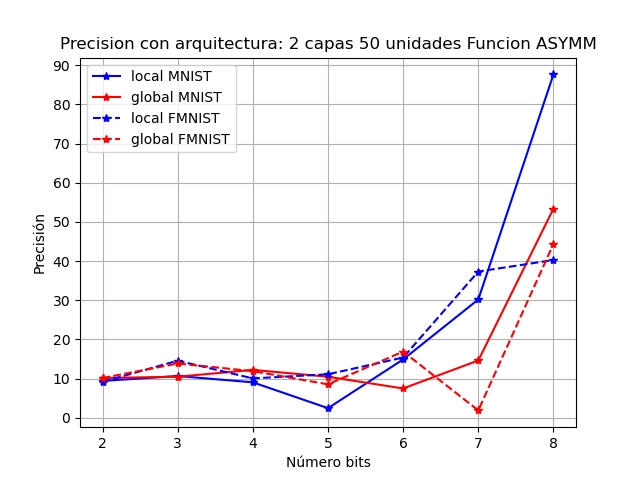 Precision con arquitectura: 2 capas 50 unidades Funcion ASYMM
local MNIST
global MNIST
local FMNIST
global FMNIST
90
80
70
60
50
40
30
20
10
0
Precisión
2 3 4 5 6 7 8
Número bits